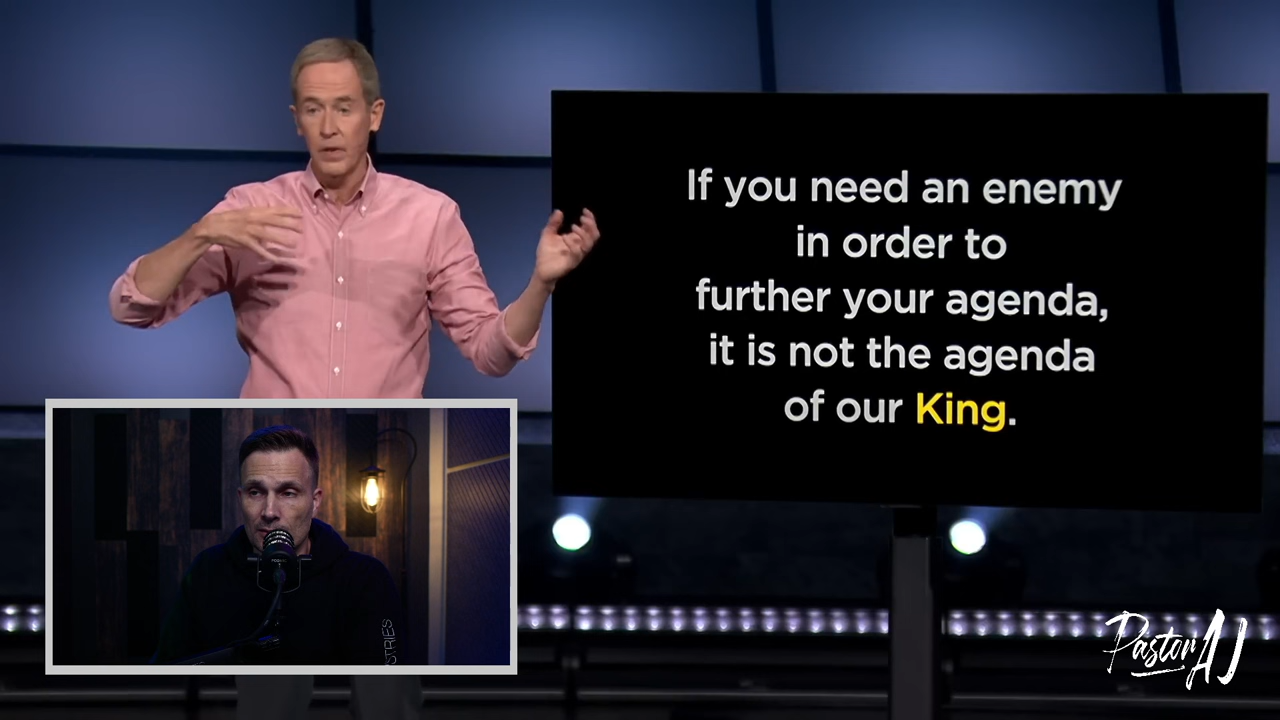 If you need an enemy
in order to
further your agenda,
it is not the agenda
of our King.
STRIES
Pastor AJ